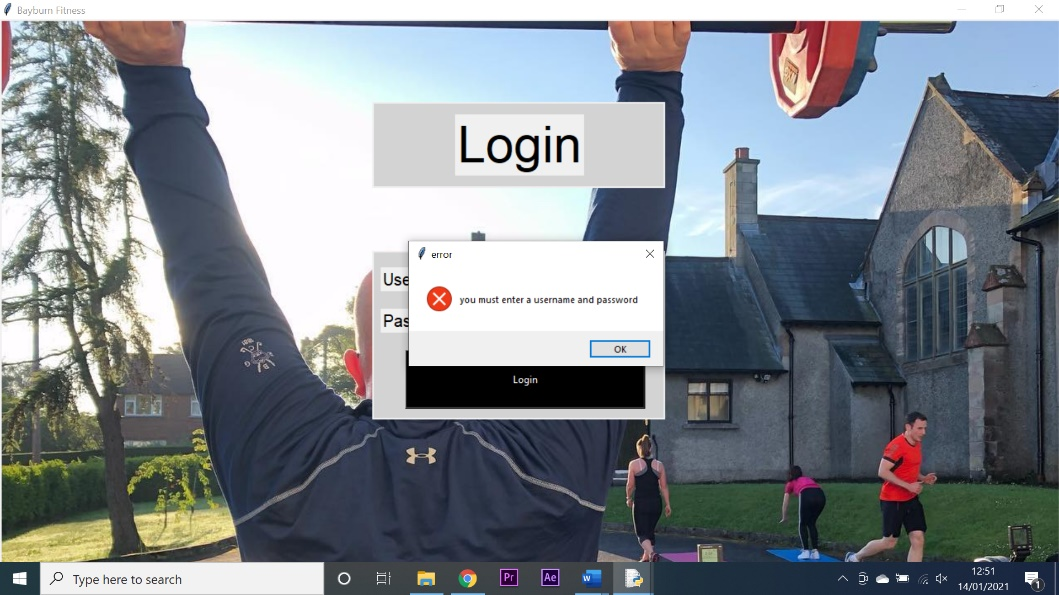 Bayburn Fitness
Login
error
Use
you must enter a username and password
Pas
OK
Login
Type here to search
Pr
Ae
W
12:51
14/01/2021
1